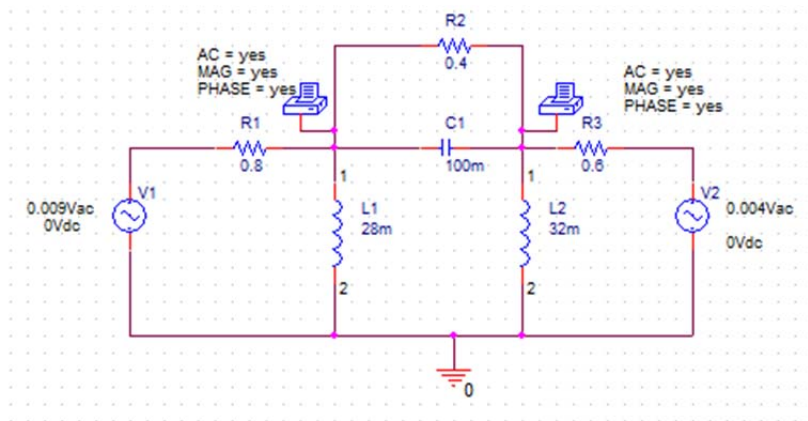 R2
0.4
AC = yes
MAG = yes
PHASE = yes
AC = yes
MAG = yes
PHASE = yes
R1
0.8
C1
100m
R3
0.6
V1
0.009Vac
0Vdc
1
L1
28m
2
1
L2
32m
2
V2
0.004Vac
0Vdc
0